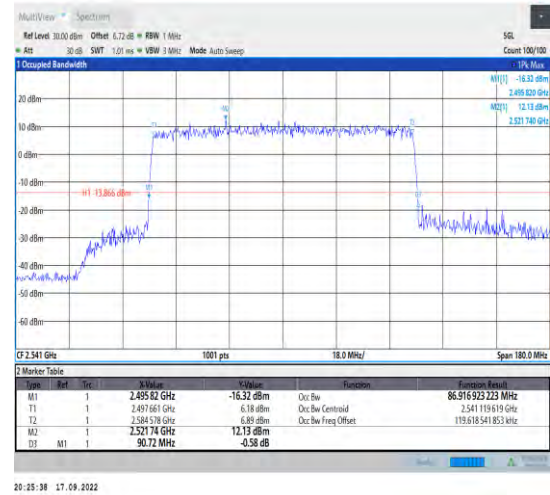 MultiView Spectrum
Ref Level 30.00 dBm Offset 6.72 dB RBW 1 MHz SGL
Att 30 dB SWT 1.01 ms VBW 3 MHz Mode Auto Sweep Count 100/100
1 Occupied Bandwidth 1Pk Max
M1[1] -16.32 dBm
2.495 820 GHz
M2[1] 12.13 dBm
2.521 740 GHz
20 dBm
10 dBm
0 dBm
-10 dBm
H1 -13.866 dBm
-20 dBm
-30 dBm
-40 dBm
-50 dBm
-60 dBm
CF 2.541 GHz 1001 pts 18.0 MHz/ Span 180.0 MHz
2 Marker Table
Type Ref Trc X-Value Y-Value Function Function Result
M1 1 2.495 82 GHz -16.32 dBm Occ Bw 86.916 923 223 MHz
T1 1 2.497 661 GHz 6.18 dBm Occ Bw Centroid 2.541 119 619 GHz
T2 1 2.584 578 GHz 6.89 dBm Occ Bw Freq Offset 119.618 541 853 kHz
M2 1 2.521 74 GHz 12.13 dBm
D3 M1 1 90.72 MHz -0.58 dB
20:25:38 17.09.2022